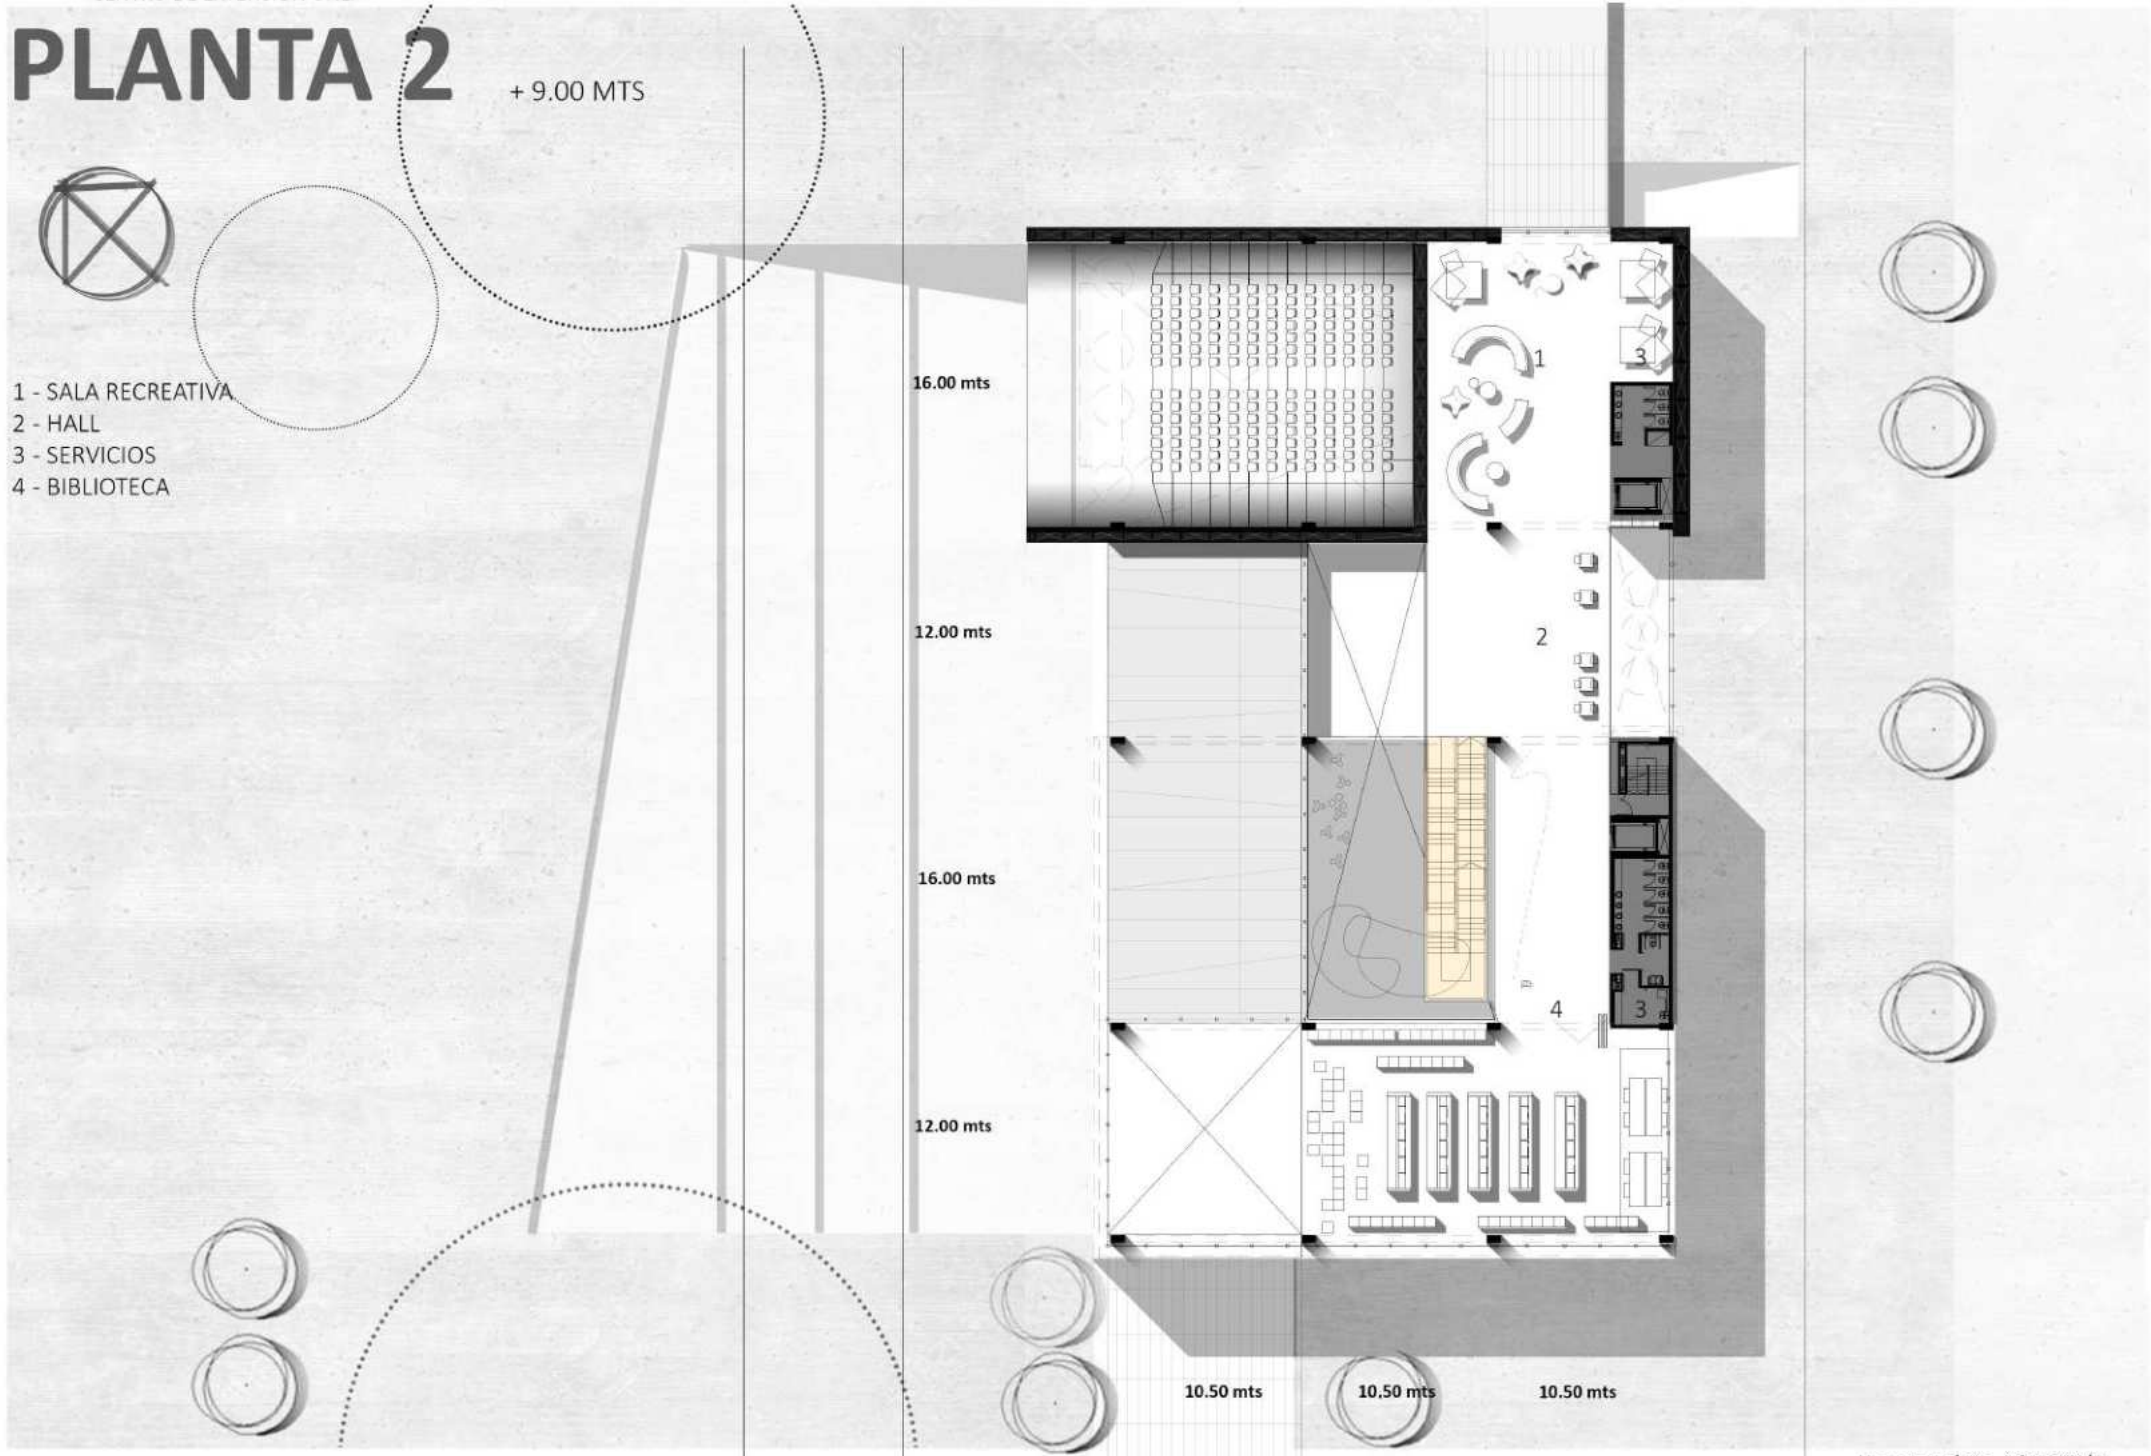 PLANTA 2
+ 9.00 MTS
1 - SALA RECREATIVA
2 - HALL
3 - SERVICIOS
4 - BIBLIOTECA
16.00 mts
1
3
12.00 mts
2
16.00 mts
4
3
12.00 mts
10.50 mts
10,50 mts
10.50 mts